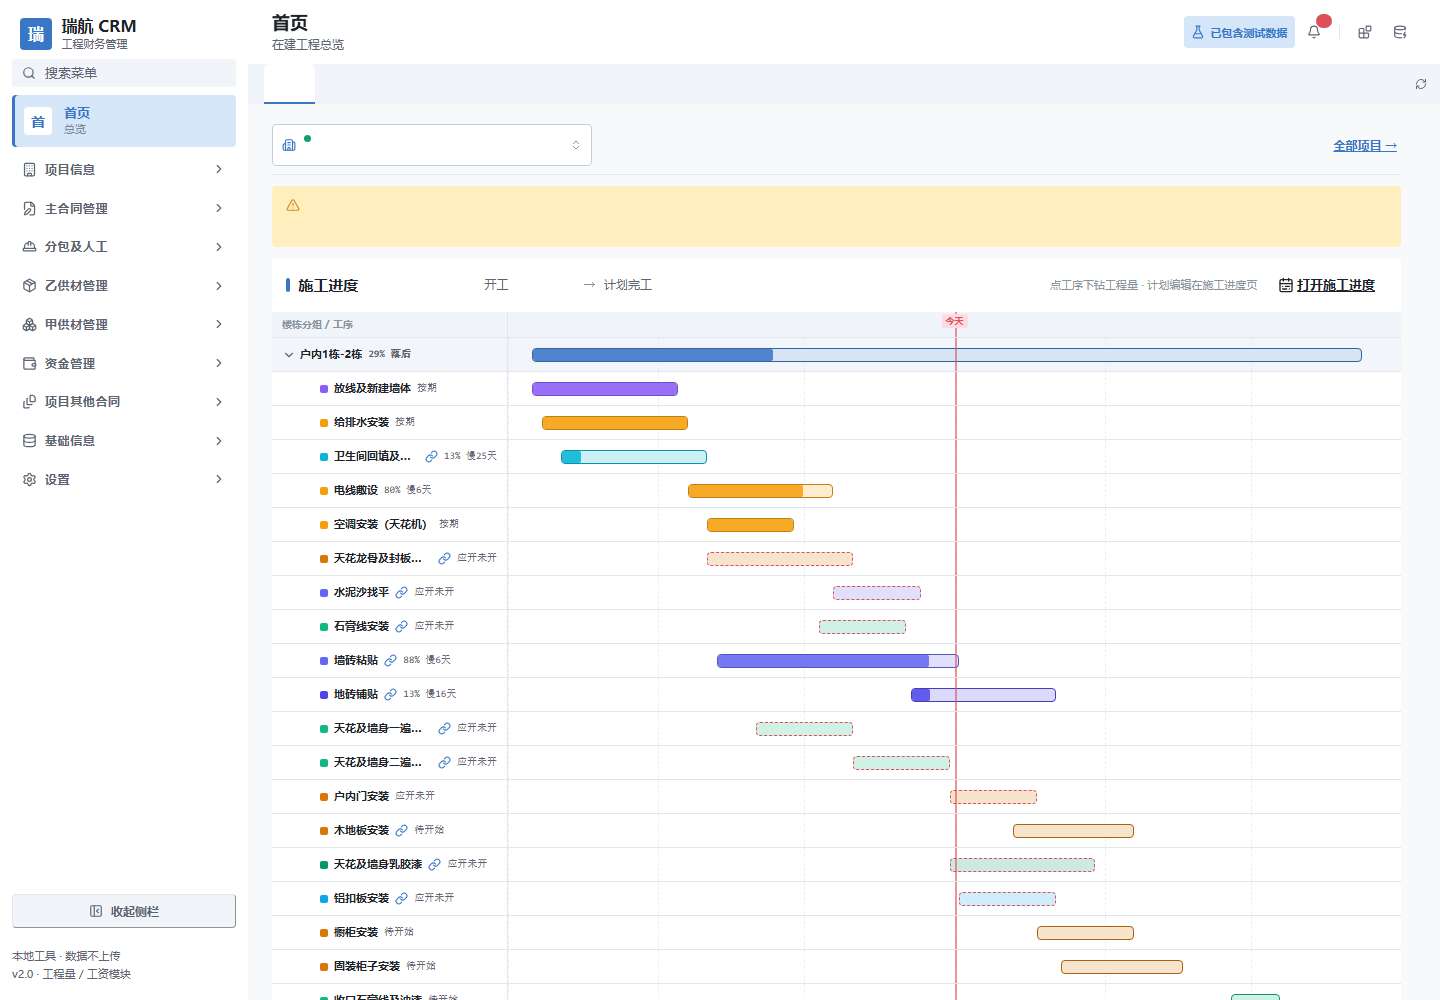 瑞
瑞航 CRM
工程财务管理
搜索菜单
首
首页
总览
项目信息
主合同管理
分包及人工
乙供材管理
甲供材管理
资金管理
项目其他合同
基础信息
设置
收起侧栏
本地工具 · 数据不上传
v2.0 · 工程量 / 工资模块
首页
在建工程总览
已包含测试数据
全部项目 →
施工进度
开工
→ 计划完工
点工序下钻工程量 · 计划编辑在施工进度页
打开施工进度
楼栋分组 / 工序
今天
户内1栋-2栋 29% 落后
放线及新建墙体 按期
给排水安装 按期
卫生间回填及... 13% 慢25天
电线敷设 80% 慢6天
空调安装（天花机） 按期
天花龙骨及封板... 应开未开
水泥沙找平 应开未开
石膏线安装 应开未开
墙砖粘贴 88% 慢6天
地砖铺贴 13% 慢16天
天花及墙身一遍... 应开未开
天花及墙身二遍... 应开未开
户内门安装 应开未开
木地板安装 待开始
天花及墙身乳胶漆 应开未开
铝扣板安装 应开未开
橱柜安装 待开始
固装柜子安装 待开始
收口石膏线及油漆 待开始